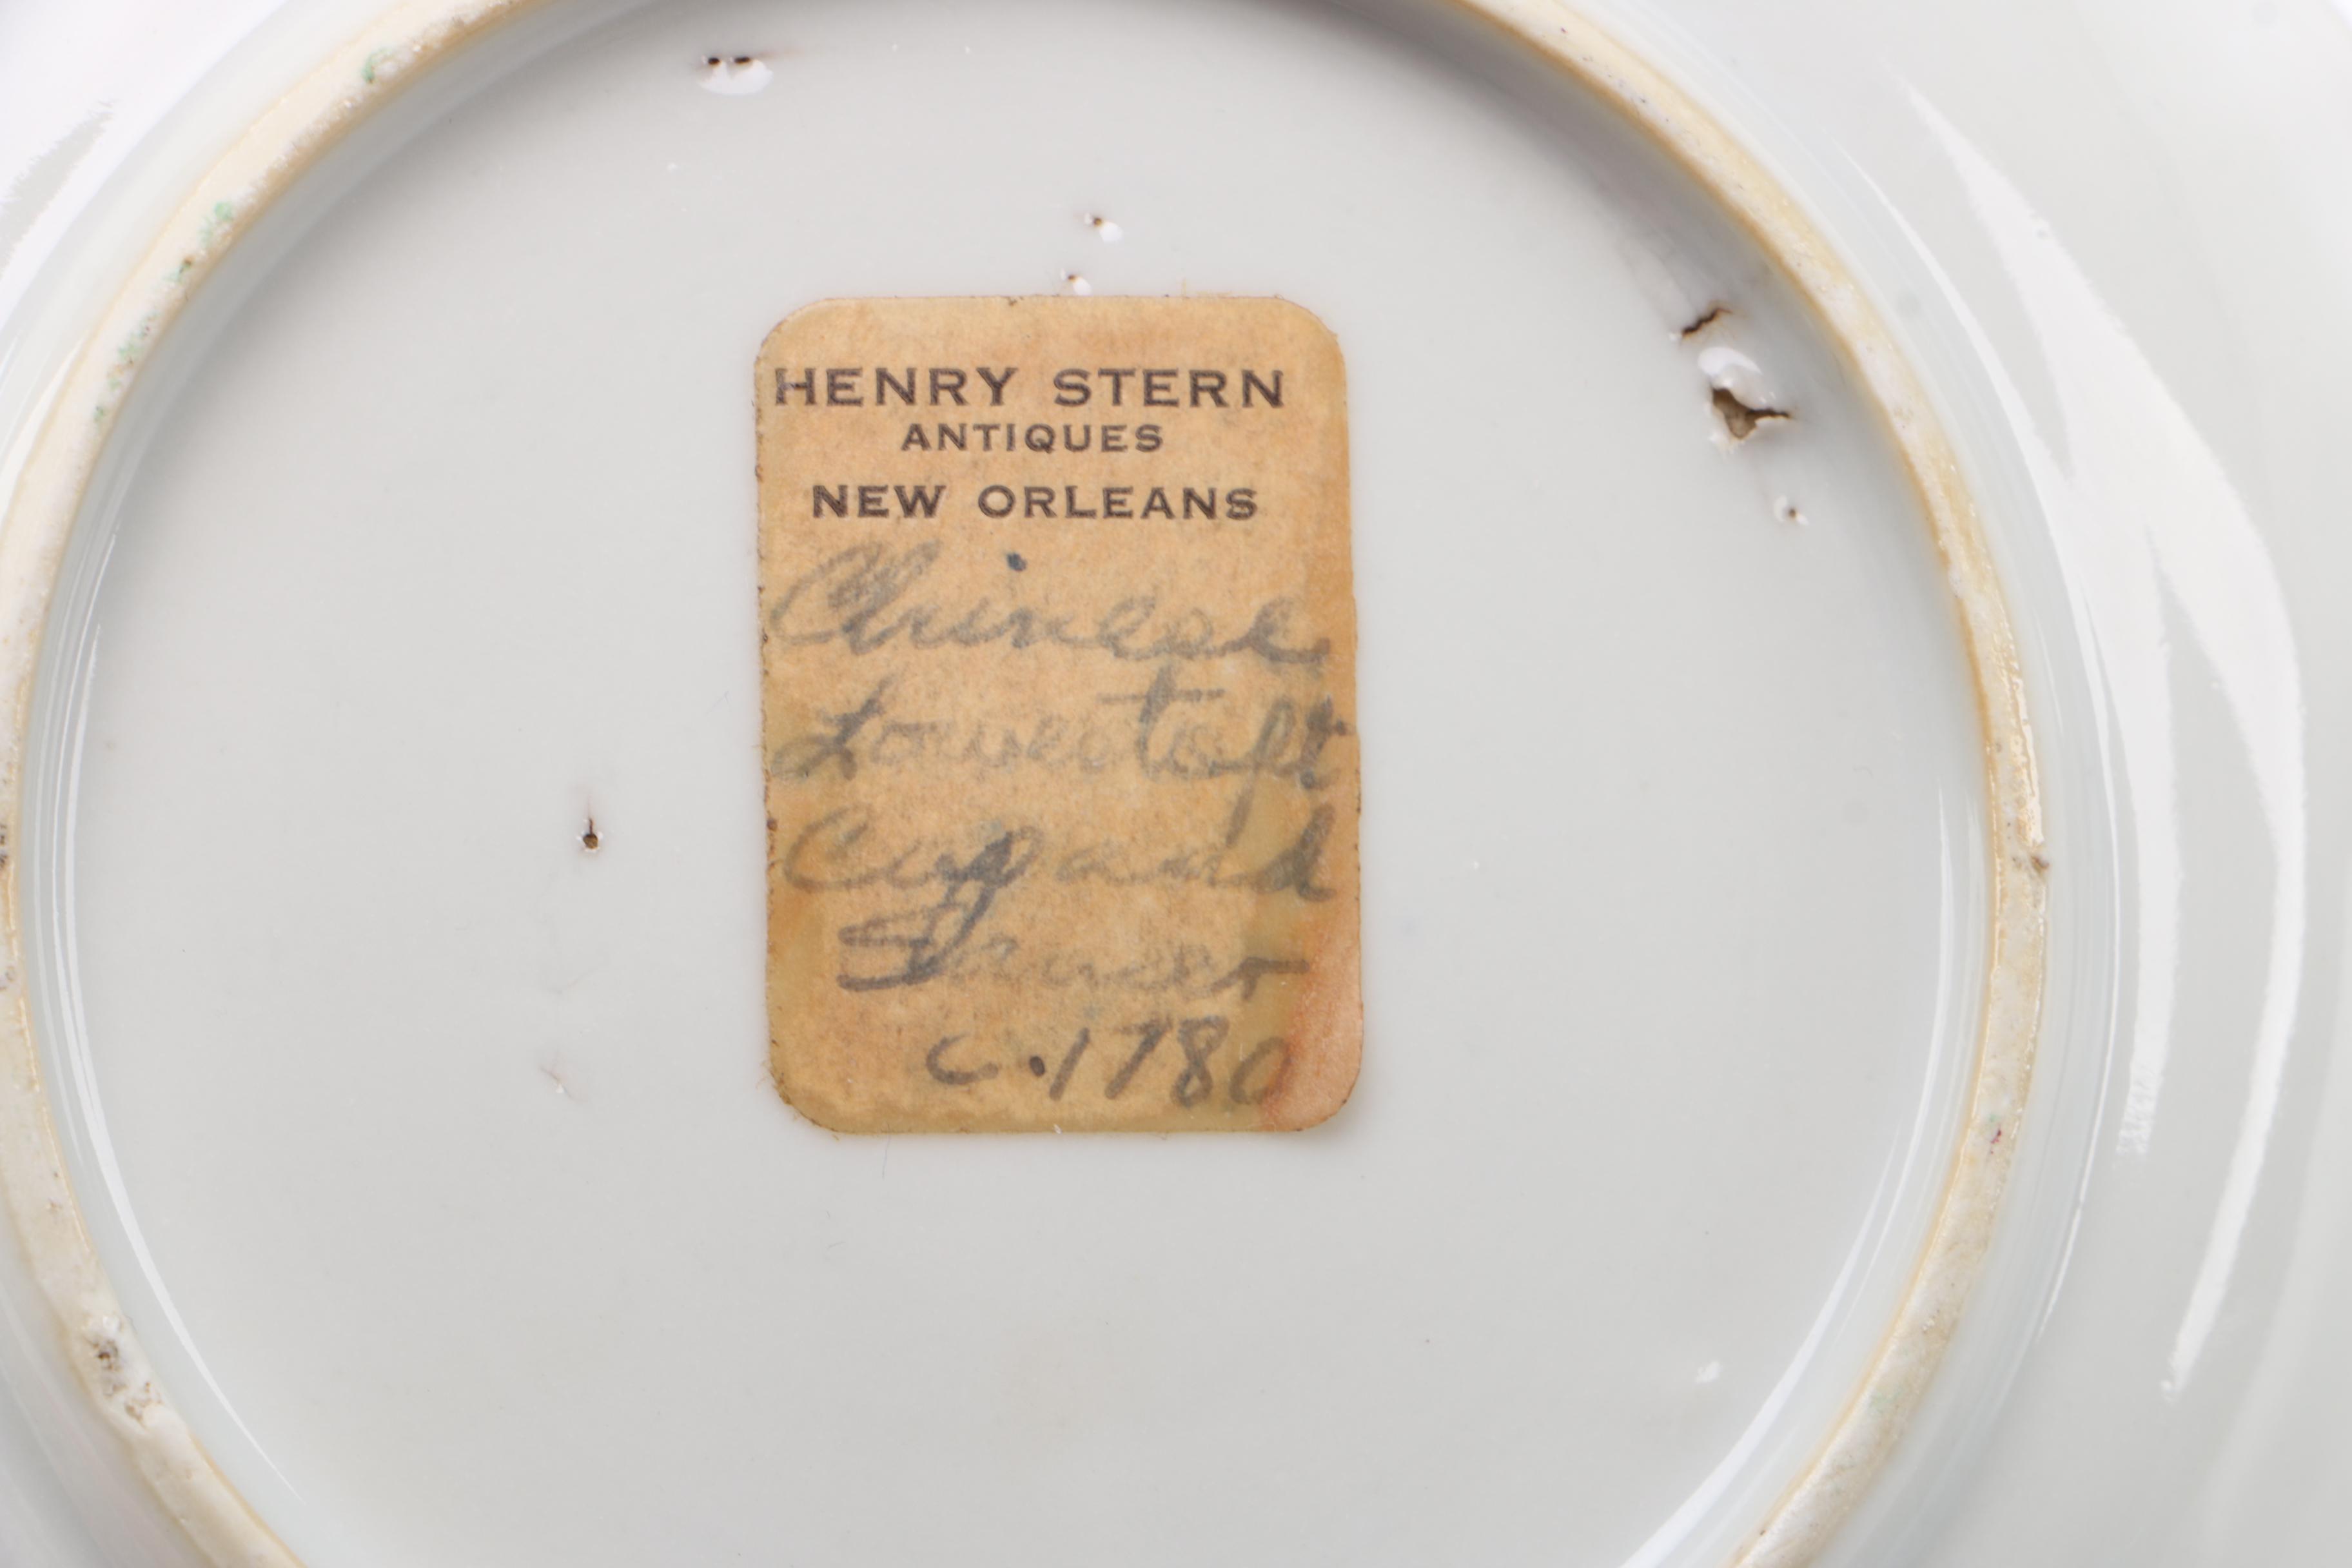 HENRY STERN
ANTIQUES
NEW ORLEANS
Chinese
Lowestoft
Cup and
Saucer
c. 1780